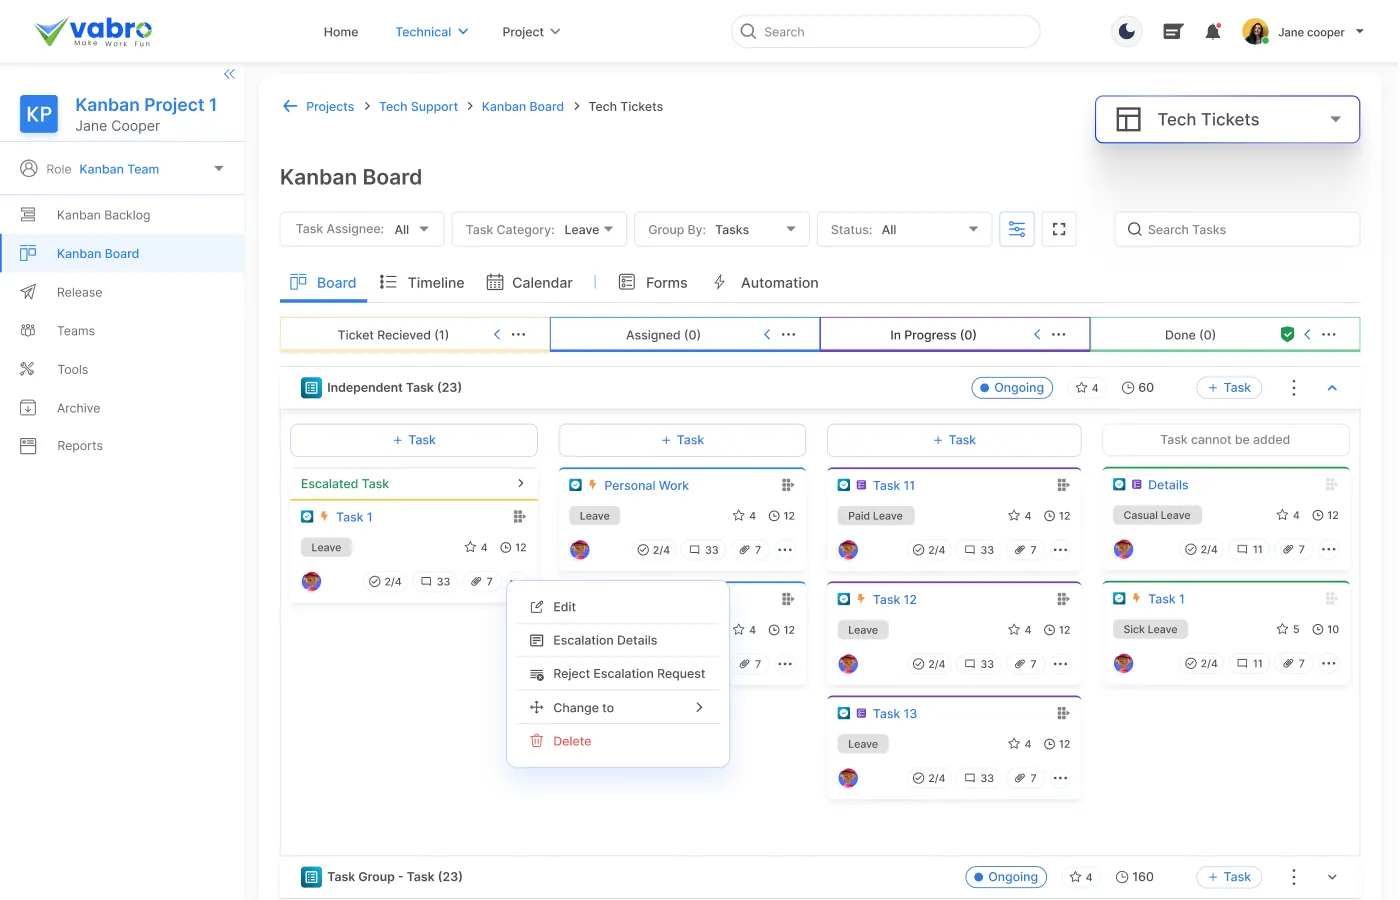 vabro
Make Work Fun
Home
Technical
Project
Search
Jane cooper
KP
Kanban Project 1
Jane Cooper
Role Kanban Team
Kanban Backlog
Kanban Board
Release
Teams
Tools
Archive
Reports
Projects > Tech Support > Kanban Board > Tech Tickets
Tech Tickets
Kanban Board
Task Assignee: All
Task Category: Leave
Group By: Tasks
Status: All
Search Tasks
Board
Timeline
Calendar
Forms
Automation
Ticket Recieved (1)
Assigned (0)
In Progress (0)
Done (0)
Independent Task (23)
Ongoing
4
60
+ Task
+ Task
+ Task
+ Task
Task cannot be added
Escalated Task
Task 1
Leave
4
12
2/4
33
7
Personal Work
Leave
4
12
2/4
33
7
4
12
7
Edit
Escalation Details
Reject Escalation Request
Change to
Delete
Task 11
Paid Leave
4
12
2/4
33
7
Task 12
Leave
4
12
2/4
33
7
Task 13
Leave
4
12
2/4
33
7
Details
Casual Leave
4
12
2/4
11
7
Task 1
Sick Leave
5
10
2/4
11
7
Task Group - Task (23)
Ongoing
4
160
+ Task